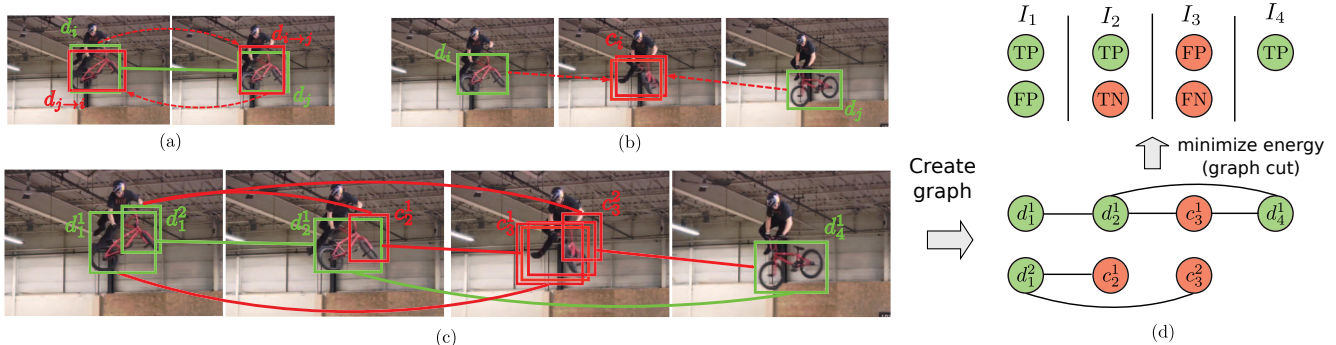 d_i
d_{i→j}
d_{j→i}
d_j
(a)
d_i
c_i
d_j
(b)
d_1^1
d_1^2
d_2^1
c_2^1
c_3^1
c_3^2
d_4^1
(c)
Create
graph
I_1 I_2 I_3 I_4
TP TP FP TP
FP TN FN
minimize energy
(graph cut)
d_1^1 d_2^1 c_3^1 d_4^1
d_1^2 c_2^1 c_3^2
(d)